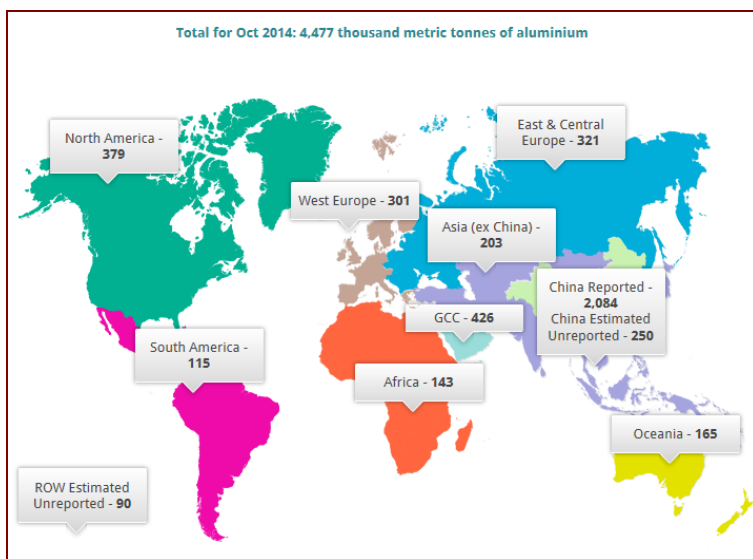 Total for Oct 2014: 4,477 thousand metric tonnes of aluminium
North America -
379
East & Central
Europe - 321
West Europe - 301
Asia (ex China) -
203
China Reported -
2,084
China Estimated
Unreported - 250
GCC - 426
South America -
115
Africa - 143
Oceania - 165
ROW Estimated
Unreported - 90